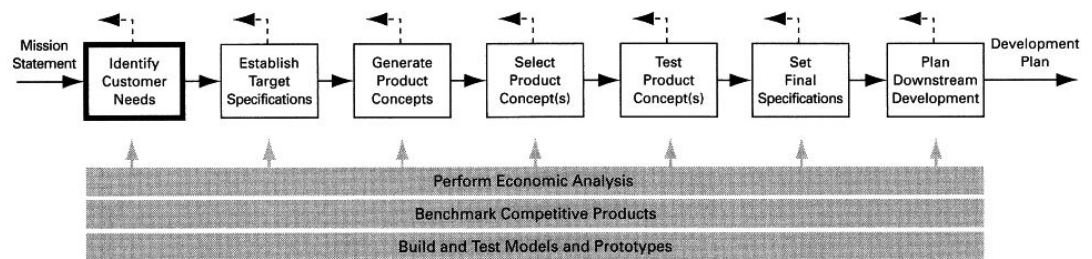 Mission
Statement
Identify
Customer
Needs
Establish
Target
Specifications
Generate
Product
Concepts
Select
Product
Concept(s)
Test
Product
Concept(s)
Set
Final
Specifications
Plan
Downstream
Development
Development
Plan
Perform Economic Analysis
Benchmark Competitive Products
Build and Test Models and Prototypes